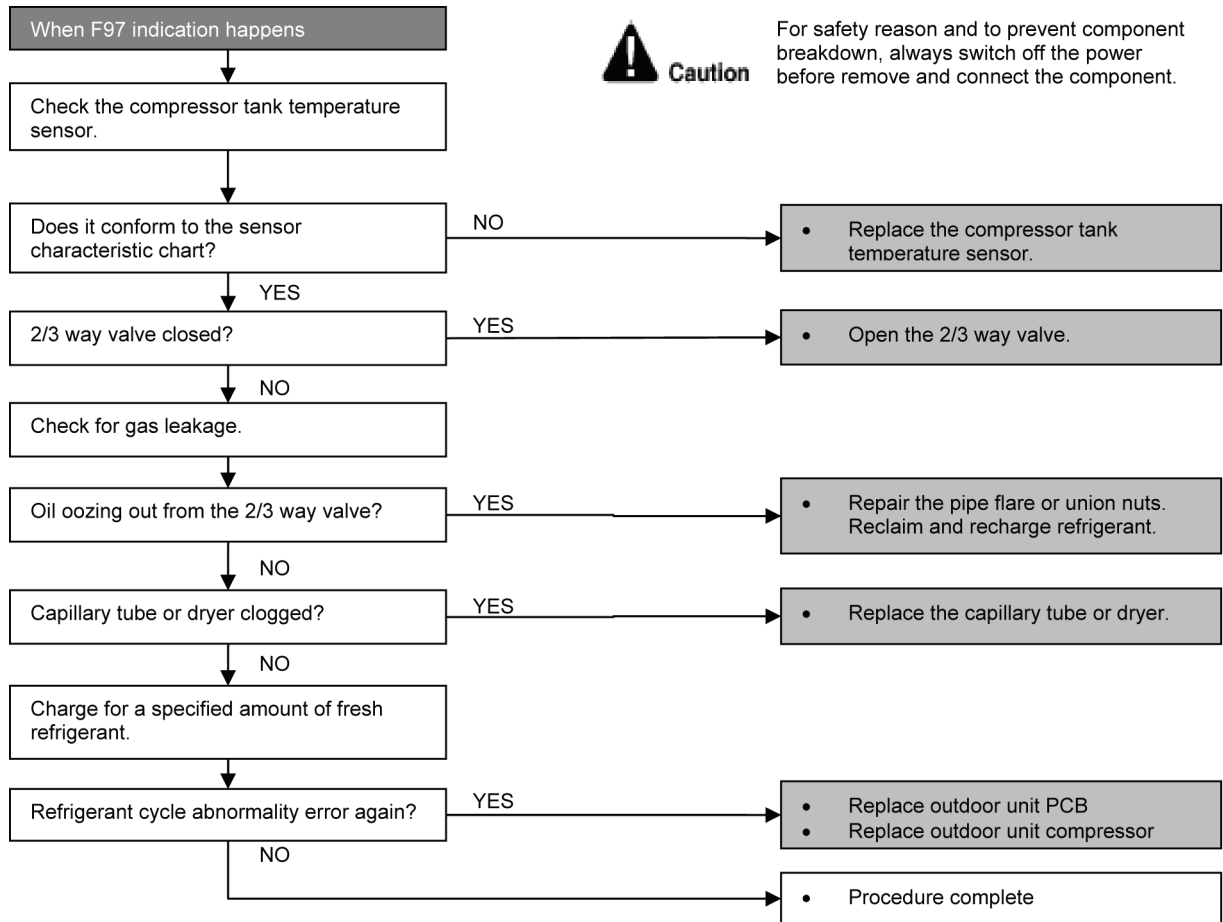 When F97 indication happens
Caution
For safety reason and to prevent component
breakdown, always switch off the power
before remove and connect the component.
Check the compressor tank temperature
sensor.
Does it conform to the sensor
characteristic chart?
NO
• Replace the compressor tank
temperature sensor.
YES
2/3 way valve closed?
YES
• Open the 2/3 way valve.
NO
Check for gas leakage.
Oil oozing out from the 2/3 way valve?
YES
• Repair the pipe flare or union nuts.
Reclaim and recharge refrigerant.
NO
Capillary tube or dryer clogged?
YES
• Replace the capillary tube or dryer.
NO
Charge for a specified amount of fresh
refrigerant.
Refrigerant cycle abnormality error again?
YES
• Replace outdoor unit PCB
• Replace outdoor unit compressor
NO
• Procedure complete